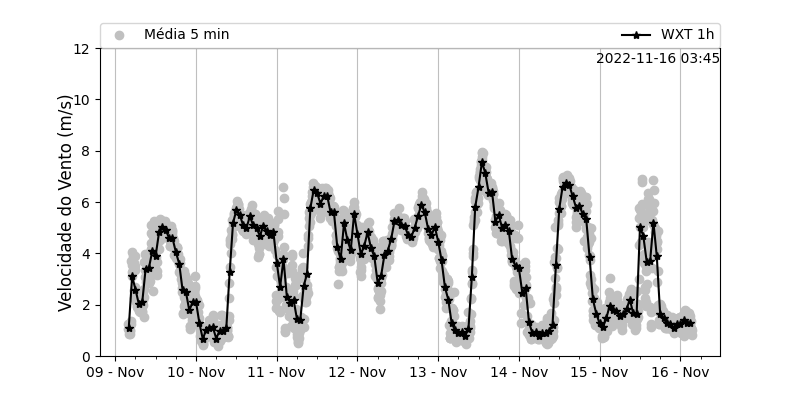 Média 5 min
WXT 1h
2022-11-16 03:45
Velocidade do Vento (m/s)
12
10
8
6
4
2
0
09 - Nov
10 - Nov
11 - Nov
12 - Nov
13 - Nov
14 - Nov
15 - Nov
16 - Nov